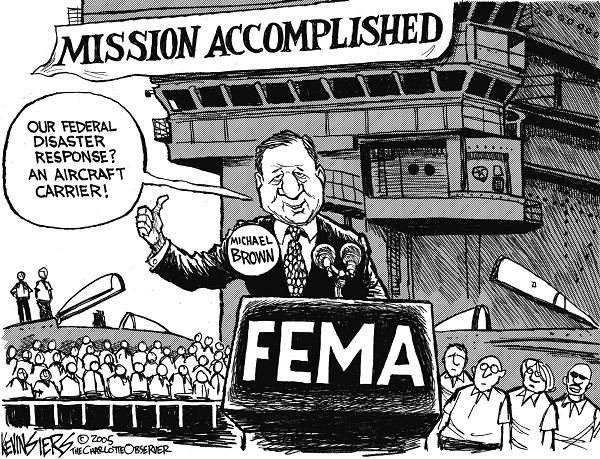 MISSION ACCOMPLISHED
OUR FEDERAL
DISASTER
RESPONSE?
AN AIRCRAFT
CARRIER!
MICHAEL
BROWN
FEMA
KEVIN SIERS © 2005
THE CHARLOTTE OBSERVER